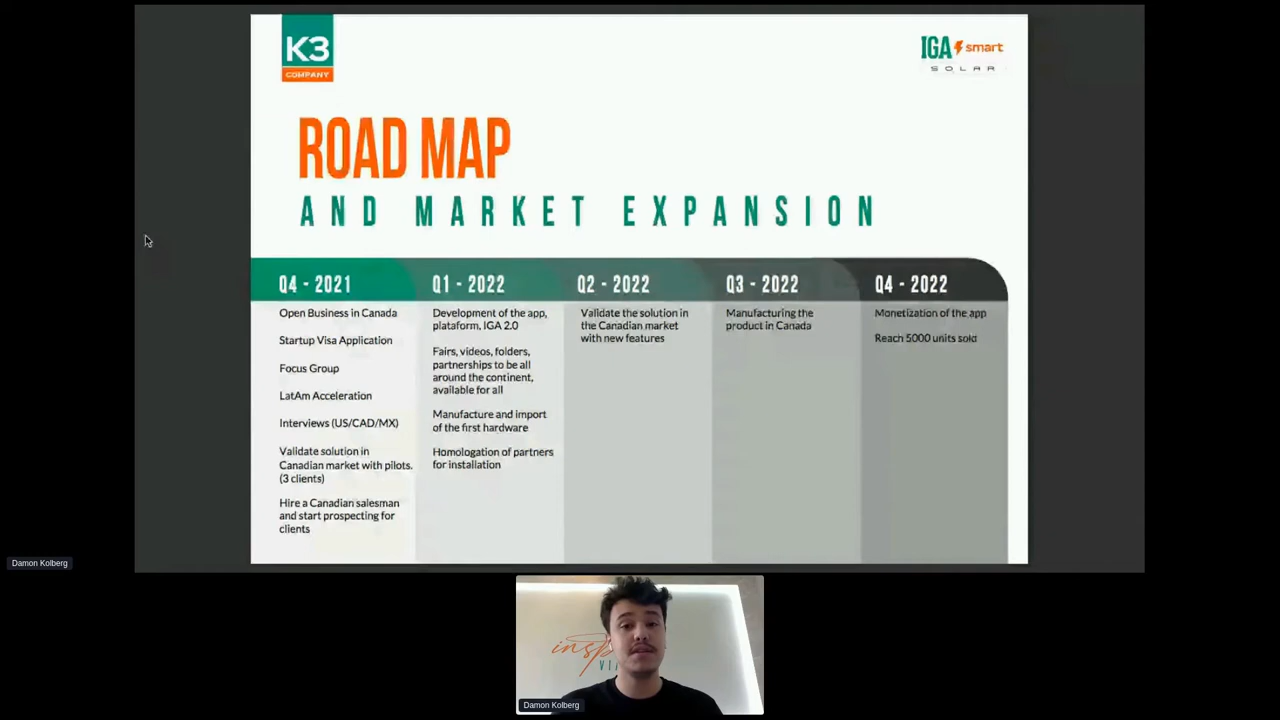 K3
COMPANY
IGA smart
SOLAR
ROAD MAP
AND MARKET EXPANSION
Q4 - 2021
Open Business in Canada
Startup Visa Application
Focus Group
LatAm Acceleration
Interviews (US/CAD/MX)
Validate solution in
Canadian market with pilots.
(3 clients)
Hire a Canadian salesman
and start prospecting for
clients
Q1 - 2022
Development of the app,
plataform, IGA 2.0
Fairs, videos, folders,
partnerships to be all
around the continent,
available for all
Manufacture and import
of the first hardware
Homologation of partners
for installation
Q2 - 2022
Validate the solution in
the Canadian market
with new features
Q3 - 2022
Manufacturing the
product in Canada
Q4 - 2022
Monetization of the app
Reach 5000 units sold
Damon Kolberg
Damon Kolberg